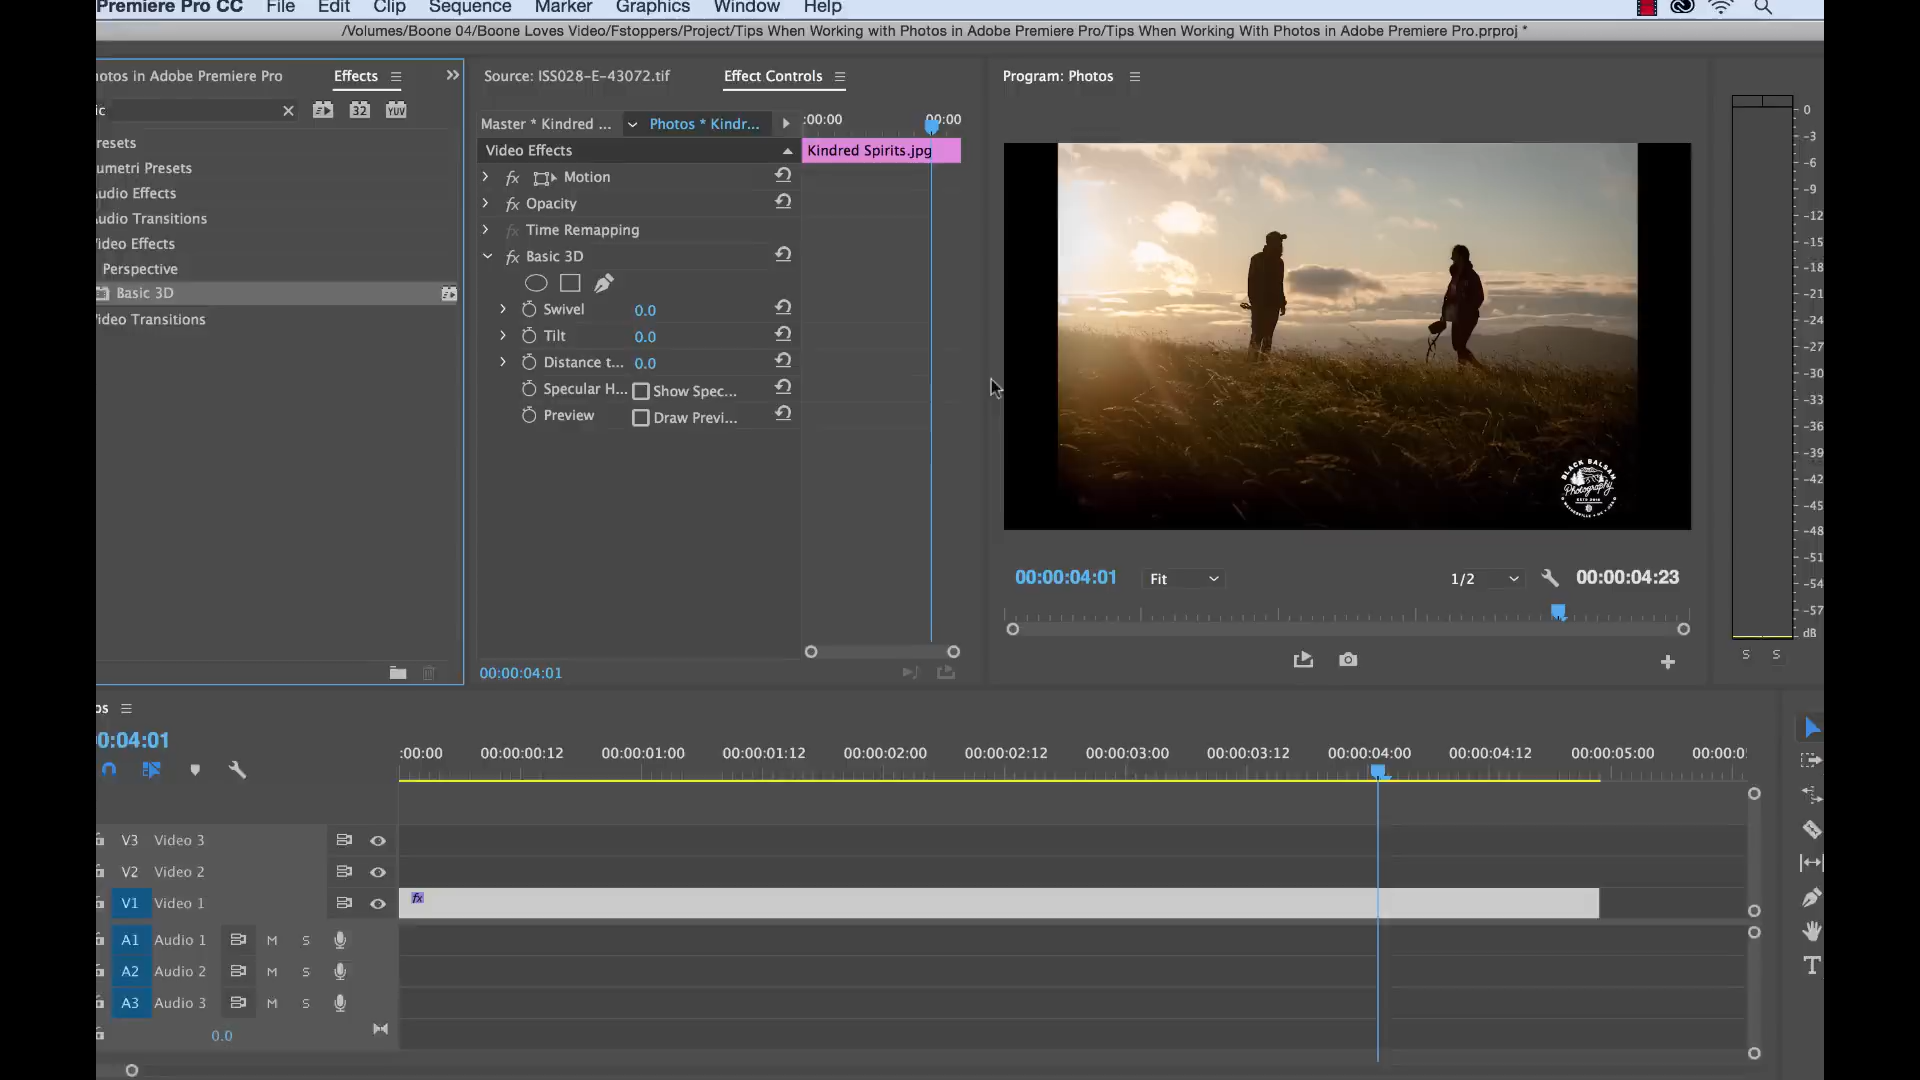 Premiere Pro CC File Edit Clip Sequence Marker Graphics Window Help
/Volumes/Boone 04/Boone Loves Video/Fstoppers/Project/Tips When Working with Photos in Adobe Premiere Pro/Tips When Working With Photos in Adobe Premiere Pro.prproj *
otos in Adobe Premiere Pro Effects
ic 32 YUV
resets
umetri Presets
udio Effects
udio Transitions
ideo Effects
Perspective
Basic 3D
ideo Transitions
Source: ISS028-E-43072.tif Effect Controls
Master * Kindred ... Photos * Kindr... :00:00 00:00
Video Effects Kindred Spirits.jpg
fx Motion
fx Opacity
fx Time Remapping
fx Basic 3D
Swivel 0.0
Tilt 0.0
Distance t... 0.0
Specular H... Show Spec...
Preview Draw Previ...
00:00:04:01
Program: Photos
BLACK BALSAM
Photography
00:00:04:01 Fit 1/2 00:00:04:23
0
-3
-6
-9
-12
-15
-18
-21
-24
-27
-30
-33
-36
-39
-42
-45
-48
-51
-54
-57
dB
S S
os
0:04:01
:00:00 00:00:00:12 00:00:01:00 00:00:01:12 00:00:02:00 00:00:02:12 00:00:03:00 00:00:03:12 00:00:04:00 00:00:04:12 00:00:05:00 00:00:0
V3 Video 3
V2 Video 2
V1 Video 1 fx
A1 Audio 1 M S
A2 Audio 2 M S
A3 Audio 3 M S
0.0
T